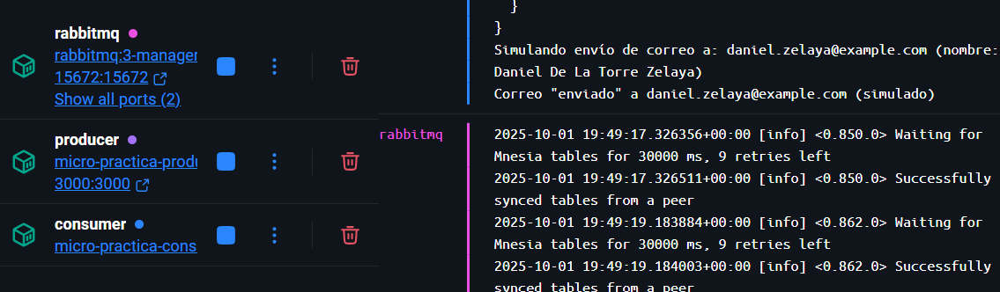 rabbitmq
rabbitmq:3-manager
15672:15672
Show all ports (2)
producer
micro-practica-produ
3000:3000
consumer
micro-practica-cons
}
}
Simulando envío de correo a: daniel.zelaya@example.com (nombre:
Daniel De La Torre Zelaya)
Correo "enviado" a daniel.zelaya@example.com (simulado)
rabbitmq
2025-10-01 19:49:17.326356+00:00 [info] <0.850.0> Waiting for
Mnesia tables for 30000 ms, 9 retries left
2025-10-01 19:49:17.326511+00:00 [info] <0.850.0> Successfully
synced tables from a peer
2025-10-01 19:49:19.183884+00:00 [info] <0.862.0> Waiting for
Mnesia tables for 30000 ms, 9 retries left
2025-10-01 19:49:19.184003+00:00 [info] <0.862.0> Successfully
synced tables from a peer